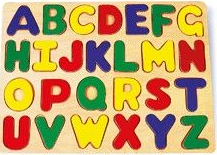 ABCDEFG
HIJKLMN
OPQRST
UVWXYZ